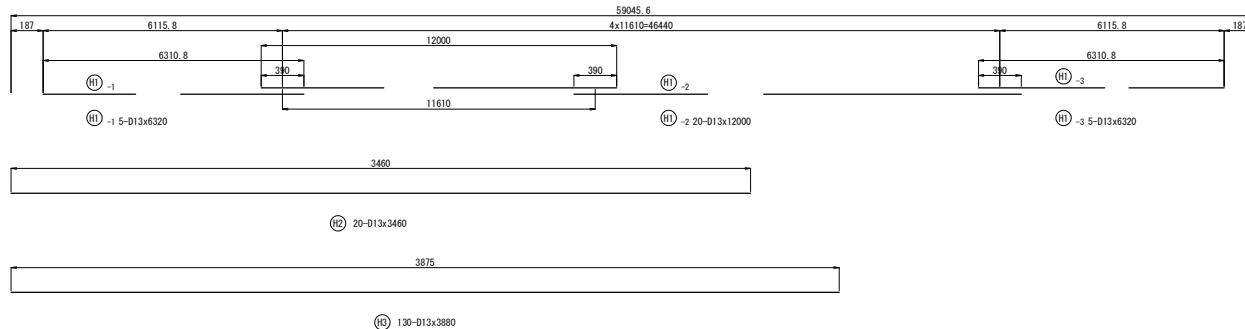 59045.6
187 6115.8 4x11610=46440 6115.8 187
12000
6310.8 6310.8
390 390 390
H1 -1 H1 -2 H1 -3
11610
H1 -1 5-D13x6320 H1 -2 20-D13x12000 H1 -3 5-D13x6320
3460
H2 20-D13x3460
3875
H3 130-D13x3880